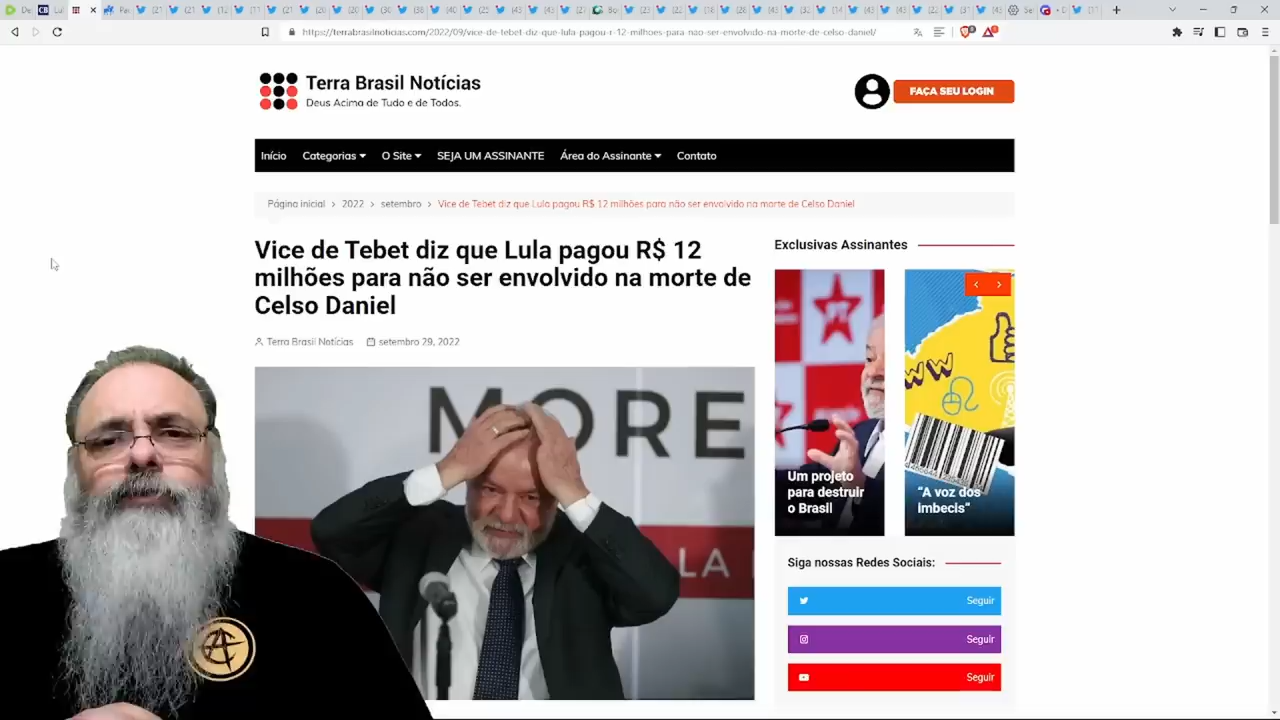 https://terrabrasilnoticias.com/2022/09/vice-de-tebet-diz-que-lula-pagou-r-12-milhoes-para-nao-ser-envolvido-na-morte-de-celso-daniel/
Terra Brasil Notícias
Deus Acima de Tudo e de Todos.
FAÇA SEU LOGIN
Início Categorias O Site SEJA UM ASSINANTE Área do Assinante Contato
Página inicial > 2022 > setembro > Vice de Tebet diz que Lula pagou R$ 12 milhões para não ser envolvido na morte de Celso Daniel
Vice de Tebet diz que Lula pagou R$ 12
milhões para não ser envolvido na morte de
Celso Daniel
Terra Brasil Notícias setembro 29, 2022
MORE
LA
Exclusivas Assinantes
Um projeto
para destruir
o Brasil
WW
“A voz dos
imbecis“
Siga nossas Redes Sociais:
Seguir
Seguir
Seguir